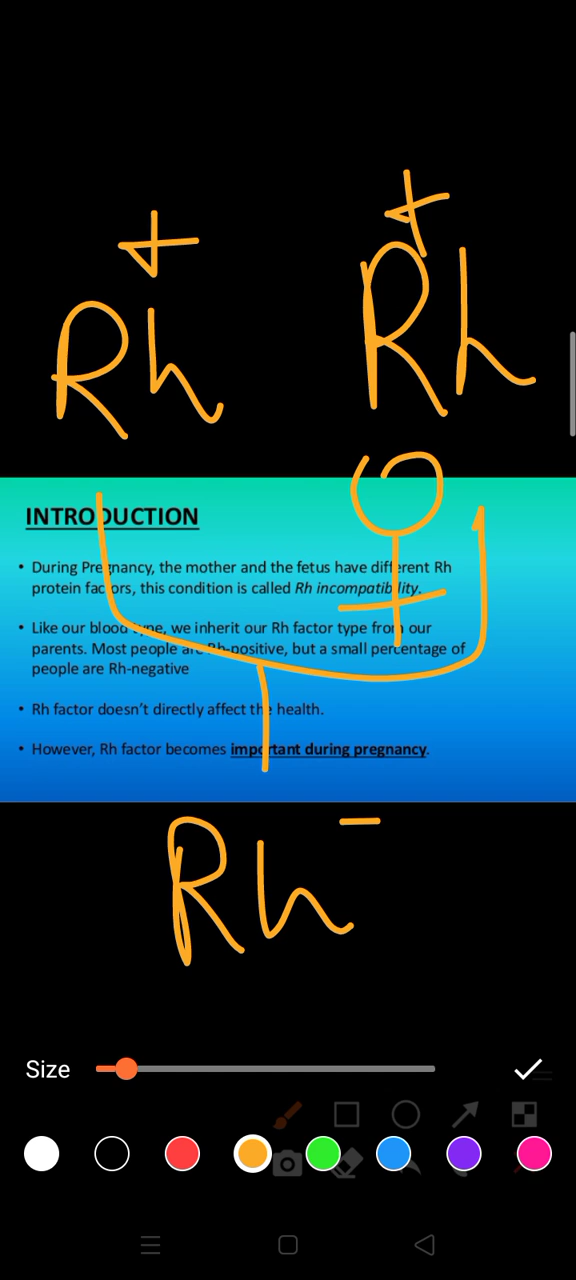 + +
Rh Rh
INTRODUCTION
• During Pregnancy, the mother and the fetus have different Rh
protein factors, this condition is called Rh incompatibility.
• Like our blood type, we inherit our Rh factor type from our
parents. Most people are Rh-positive, but a small percentage of
people are Rh-negative
• Rh factor doesn't directly affect the health.
• However, Rh factor becomes important during pregnancy.
Rh −
Size